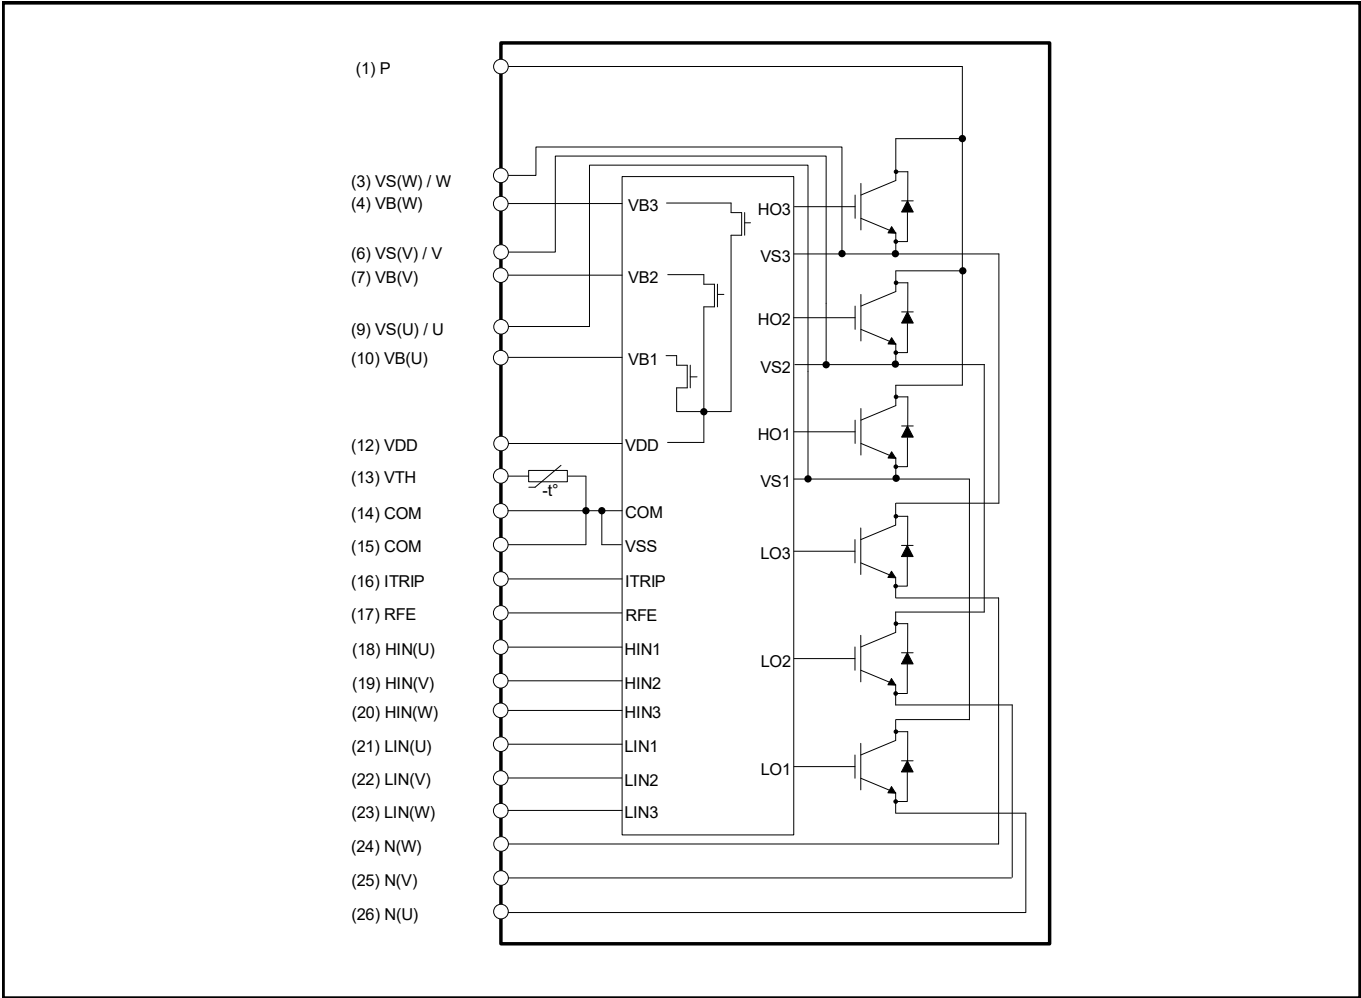 (1) P
(3) VS(W) / W
(4) VB(W)
(6) VS(V) / V
(7) VB(V)
(9) VS(U) / U
(10) VB(U)
(12) VDD
(13) VTH
(14) COM
(15) COM
(16) ITRIP
(17) RFE
(18) HIN(U)
(19) HIN(V)
(20) HIN(W)
(21) LIN(U)
(22) LIN(V)
(23) LIN(W)
(24) N(W)
(25) N(V)
(26) N(U)
-t°
VB3
VB2
VB1
VDD
COM
VSS
ITRIP
RFE
HIN1
HIN2
HIN3
LIN1
LIN2
LIN3
HO3
VS3
HO2
VS2
HO1
VS1
LO3
LO2
LO1